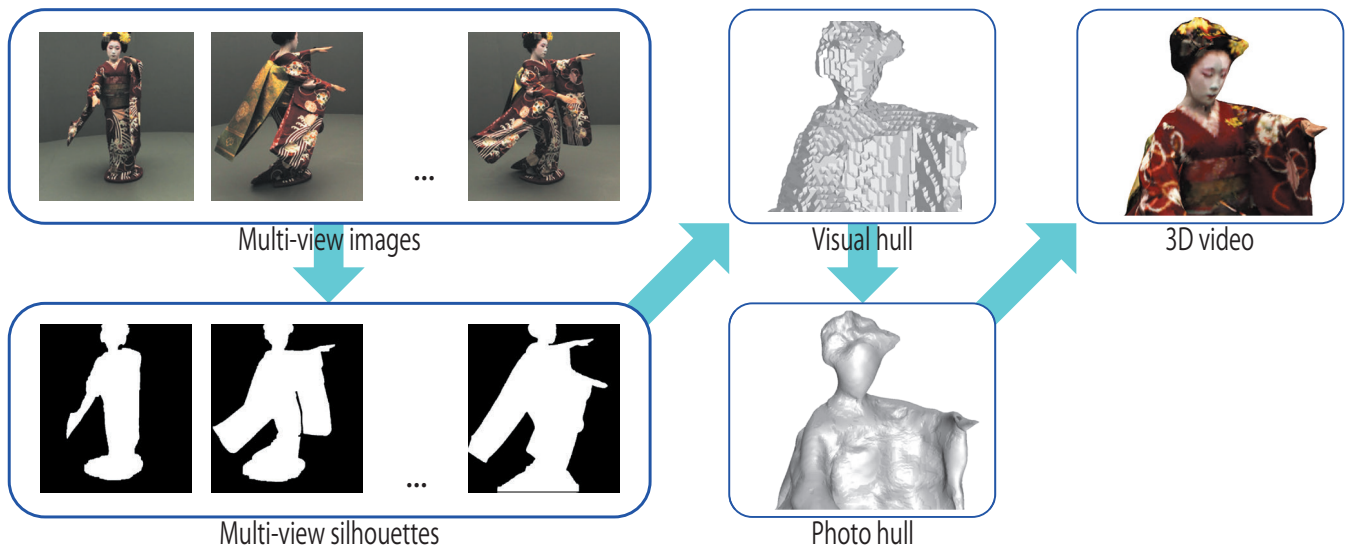 ...
Multi-view images
Visual hull
3D video
...
Multi-view silhouettes
Photo hull